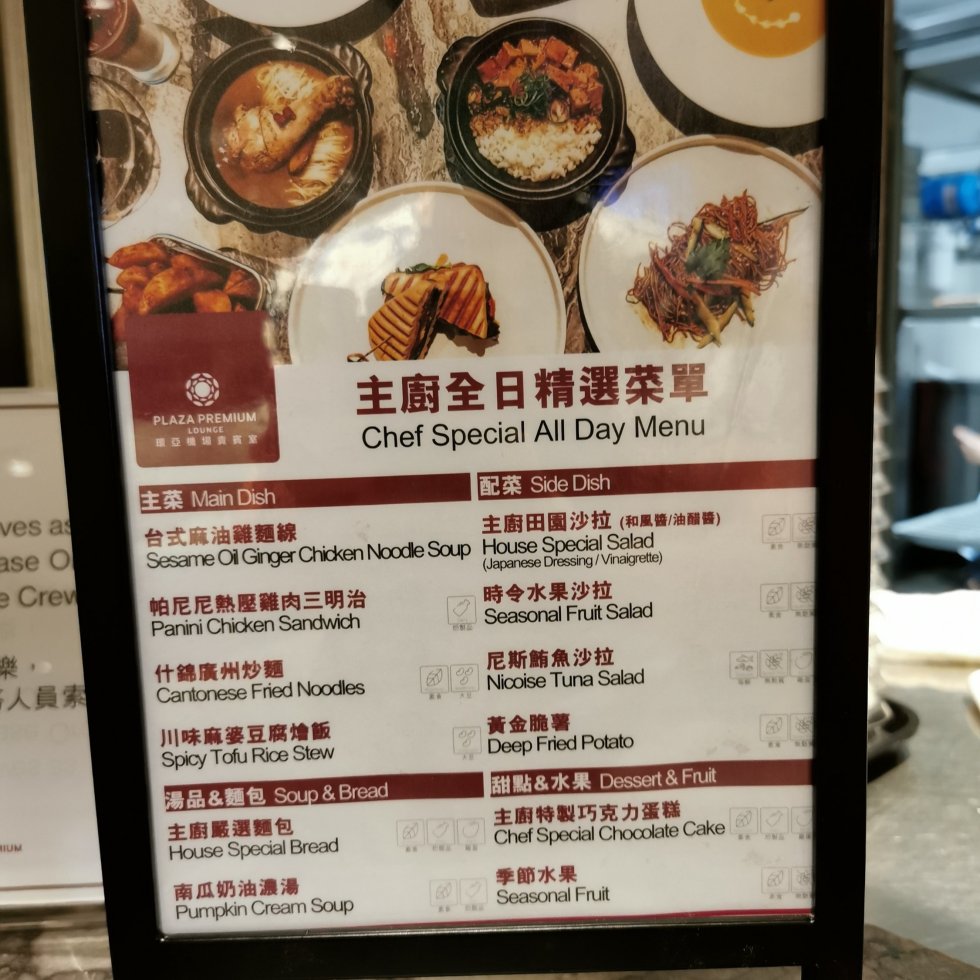 PLAZA PREMIUM
LOUNGE
環亞機場貴賓室
主廚全日精選菜單
Chef Special All Day Menu
主菜 Main Dish
台式麻油雞麵線
Sesame Oil Ginger Chicken Noodle Soup
帕尼尼熱壓雞肉三明治
Panini Chicken Sandwich
什錦廣州炒麵
Cantonese Fried Noodles
川味麻婆豆腐燴飯
Spicy Tofu Rice Stew
湯品&麵包 Soup & Bread
主廚嚴選麵包
House Special Bread
南瓜奶油濃湯
Pumpkin Cream Soup
配菜 Side Dish
主廚田園沙拉 (和風醬/油醋醬)
House Special Salad
(Japanese Dressing / Vinaigrette)
時令水果沙拉
Seasonal Fruit Salad
尼斯鮪魚沙拉
Nicoise Tuna Salad
黃金脆薯
Deep Fried Potato
甜點&水果 Dessert & Fruit
主廚特製巧克力蛋糕
Chef Special Chocolate Cake
季節水果
Seasonal Fruit
ves as
ase O
e Crew
樂，
人員索